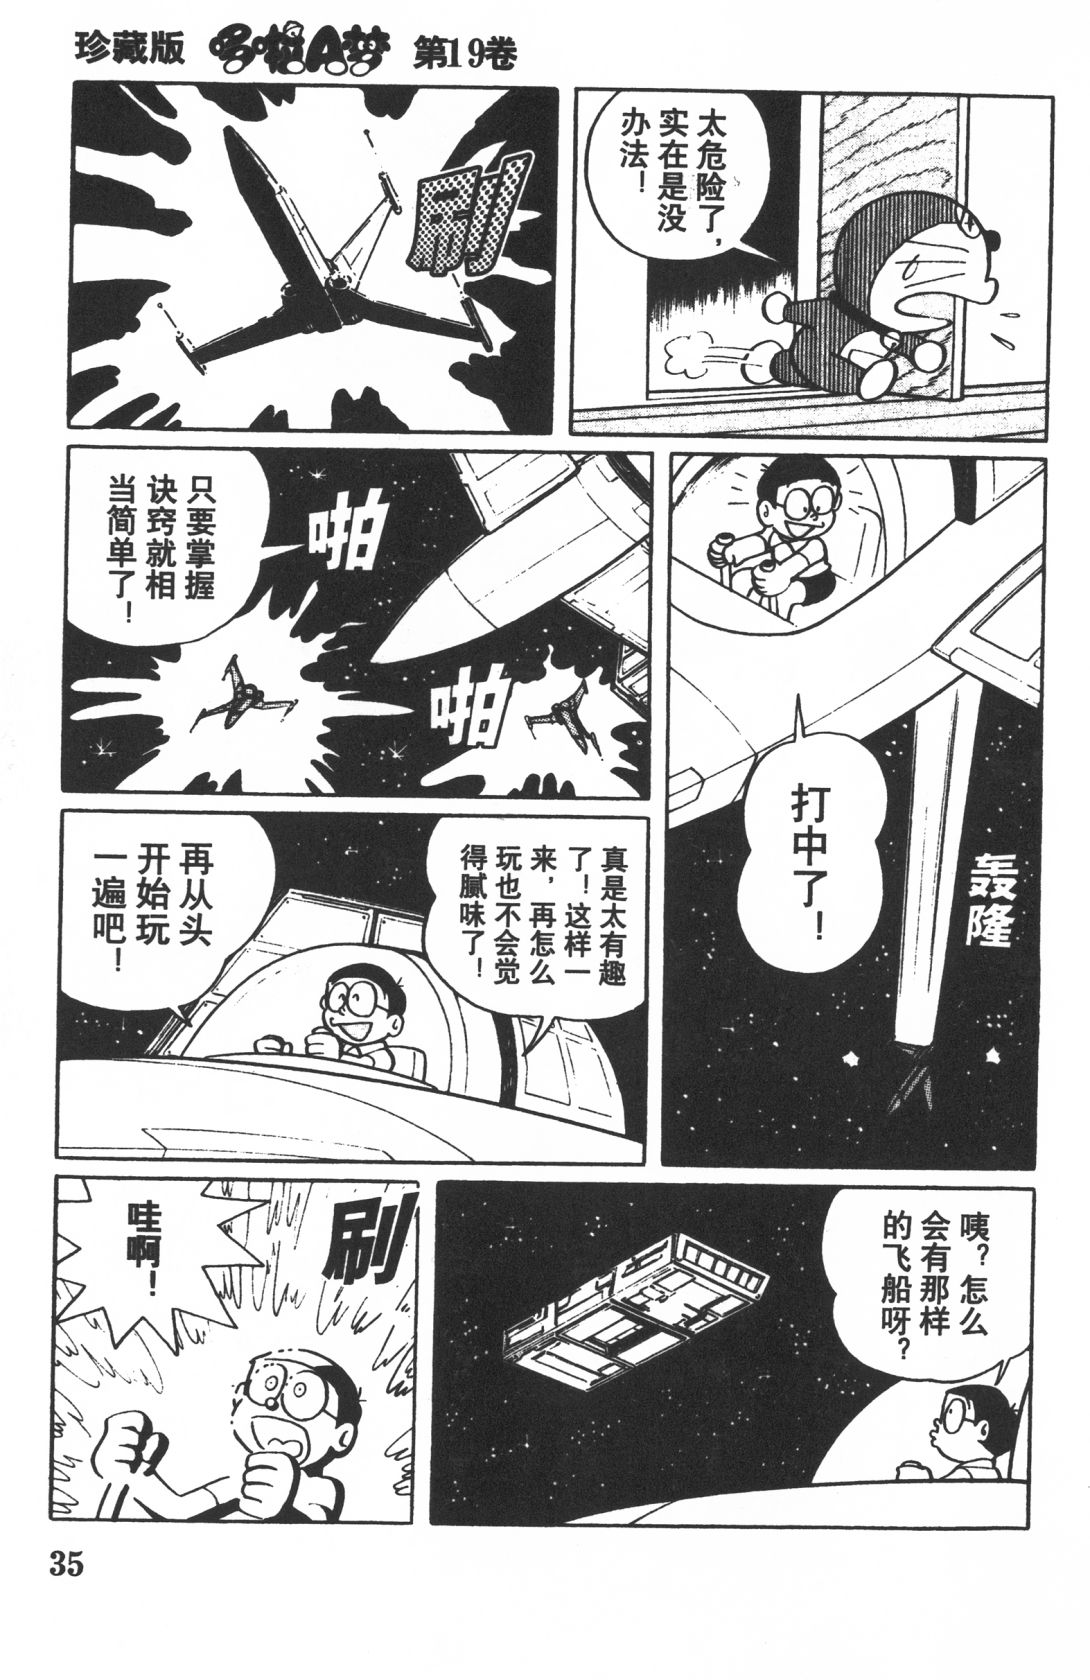 珍藏版 哆啦A梦 第19卷
太危险了，
实在是没
办法！
刷
打中了！
轰隆
只要掌握
诀窍就相
当简单了！
啪
啪
真是太有趣
了！这样一
来，再怎么
玩也不会觉
得腻味了！
再从头
开始玩
一遍吧！
咦？怎么
会有那样
的飞船呀？
刷
哇啊！
35